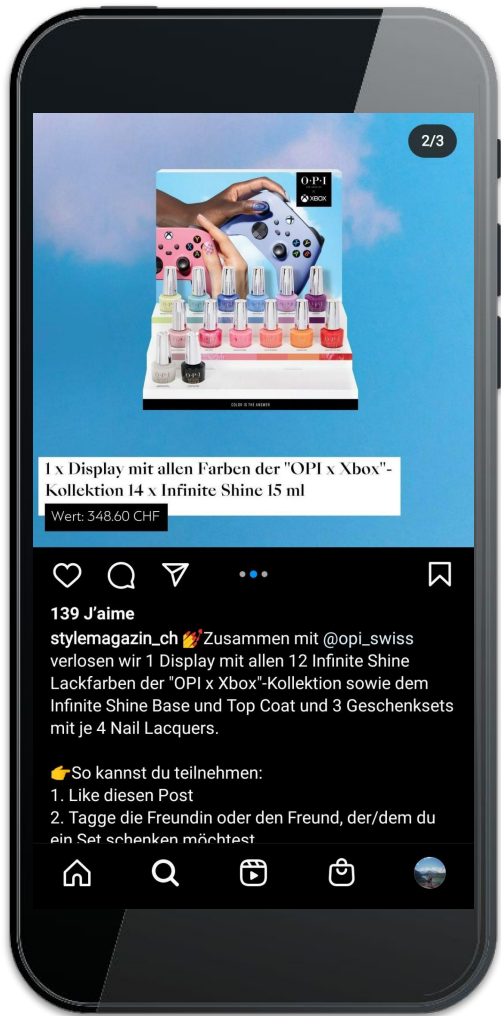 2/3
O·P·I
XBOX
COLOR IS THE ANSWER
1 x Display mit allen Farben der "OPI x Xbox"-
Kollektion 14 x Infinite Shine 15 ml
Wert: 348.60 CHF
139 J’aime
stylemagazin_ch 💅Zusammen mit @opi_swiss
verlosen wir 1 Display mit allen 12 Infinite Shine
Lackfarben der "OPI x Xbox"-Kollektion sowie dem
Infinite Shine Base und Top Coat und 3 Geschenksets
mit je 4 Nail Lacquers.
👉So kannst du teilnehmen:
1. Like diesen Post
2. Tagge die Freundin oder den Freund, der/dem du
ein Set schenken möchtest